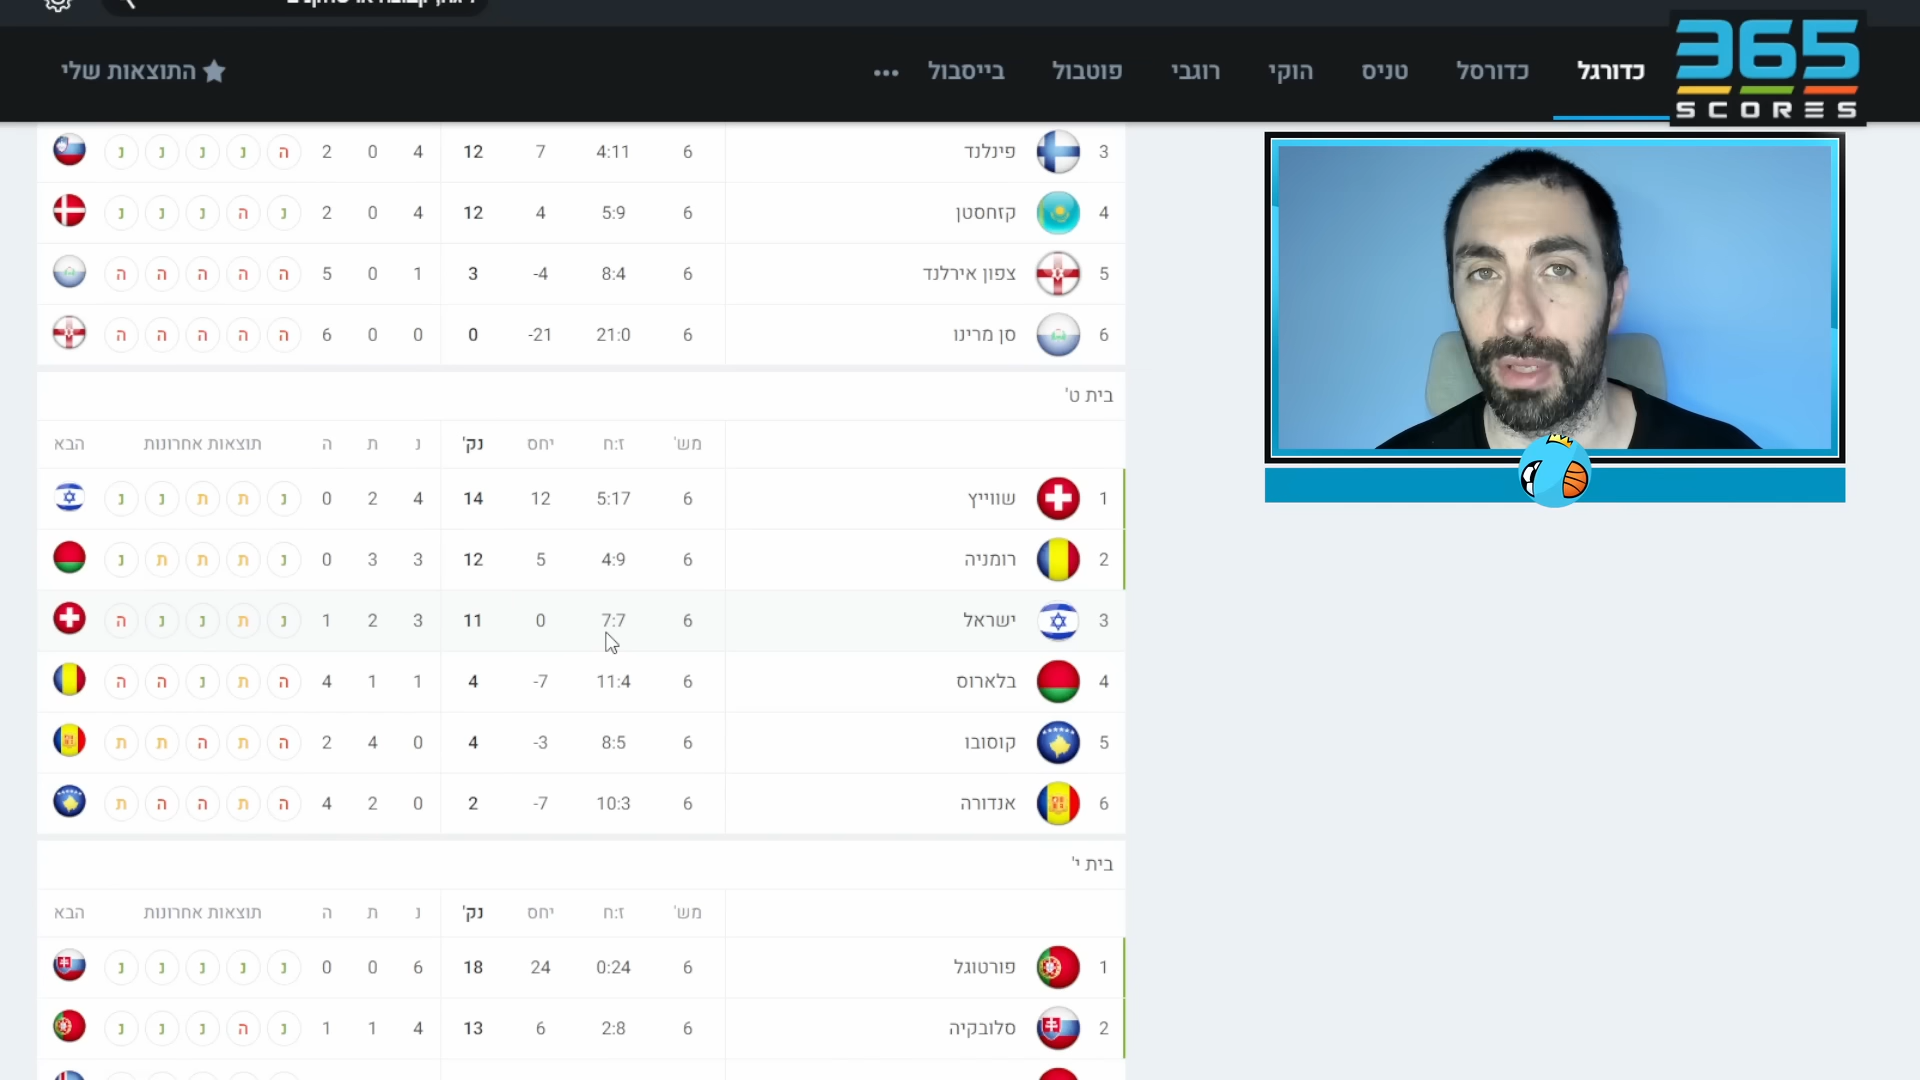 365
SCORES
כדורגל כדורסל טניס הוקי רוגבי פוטבול בייסבול ••• התוצאות שלי
3 פינלנד 6 4:11 7 12 4 0 2 ה נ נ נ נ
4 קזחסטן 6 5:9 4 12 4 0 2 נ ה נ נ נ
5 צפון אירלנד 6 8:4 -4 3 1 0 5 ה ה ה ה ה
6 סן מרינו 6 21:0 -21 0 0 0 6 ה ה ה ה ה
בית ט'
מש' ז:ח יחס נק' נ ת ה תוצאות אחרונות הבא
1 שווייץ 6 5:17 12 14 4 2 0 נ ת ת נ נ
2 רומניה 6 4:9 5 12 3 3 0 נ ת ת ת נ
3 ישראל 6 7:7 0 11 3 2 1 נ ת נ נ ה
4 בלארוס 6 11:4 -7 4 1 1 4 ה ת נ ה ה
5 קוסובו 6 8:5 -3 4 0 4 2 ה ת ה ת ת
6 אנדורה 6 10:3 -7 2 0 2 4 ה ת ה ה ת
בית י'
מש' ז:ח יחס נק' נ ת ה תוצאות אחרונות הבא
1 פורטוגל 6 0:24 24 18 6 0 0 נ נ נ נ נ
2 סלובקיה 6 2:8 6 13 4 1 1 נ ה נ נ נ